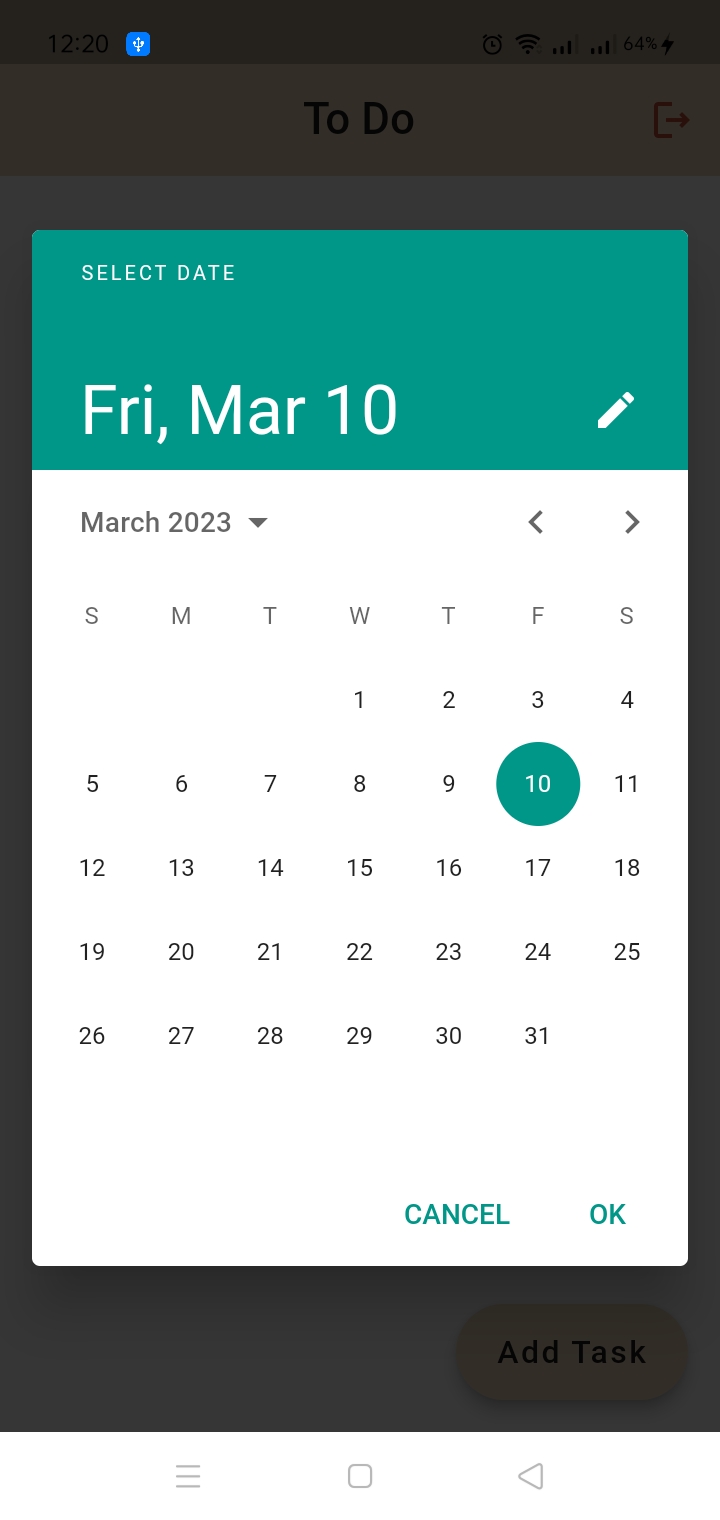 12:20 64%
To Do
SELECT DATE
Fri, Mar 10
March 2023
S M T W T F S
1 2 3 4
5 6 7 8 9 10 11
12 13 14 15 16 17 18
19 20 21 22 23 24 25
26 27 28 29 30 31
CANCEL OK
Add Task